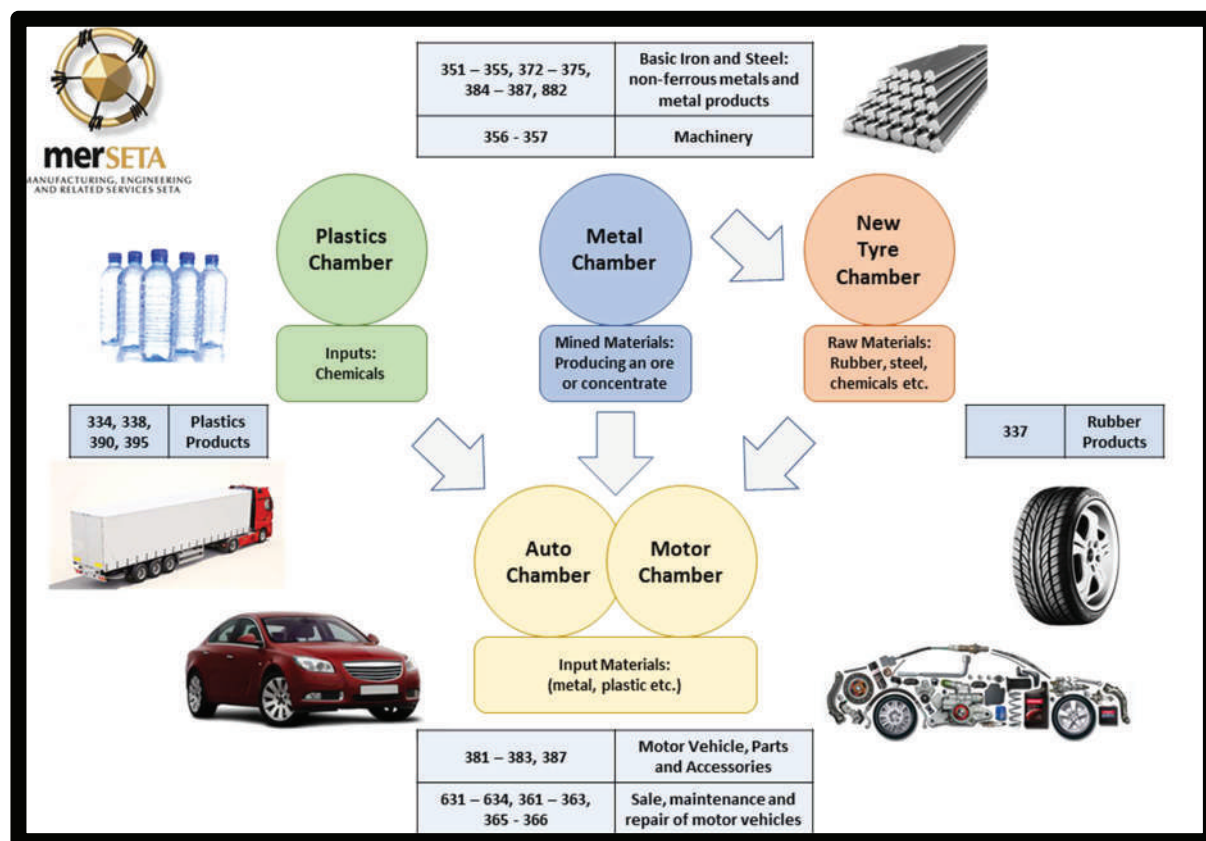 merSETA
MANUFACTURING, ENGINEERING
AND RELATED SERVICES SETA
351 – 355, 372 – 375,
384 – 387, 882
Basic Iron and Steel:
non-ferrous metals and
metal products
356 - 357
Machinery
Plastics
Chamber
Metal
Chamber
New
Tyre
Chamber
Inputs:
Chemicals
Mined Materials:
Producing an ore
or concentrate
Raw Materials:
Rubber, steel,
chemicals etc.
334, 338,
390, 395
Plastics
Products
337
Rubber
Products
Auto
Chamber
Motor
Chamber
Input Materials:
(metal, plastic etc.)
381 – 383, 387
Motor Vehicle, Parts
and Accessories
631 – 634, 361 – 363,
365 - 366
Sale, maintenance and
repair of motor vehicles